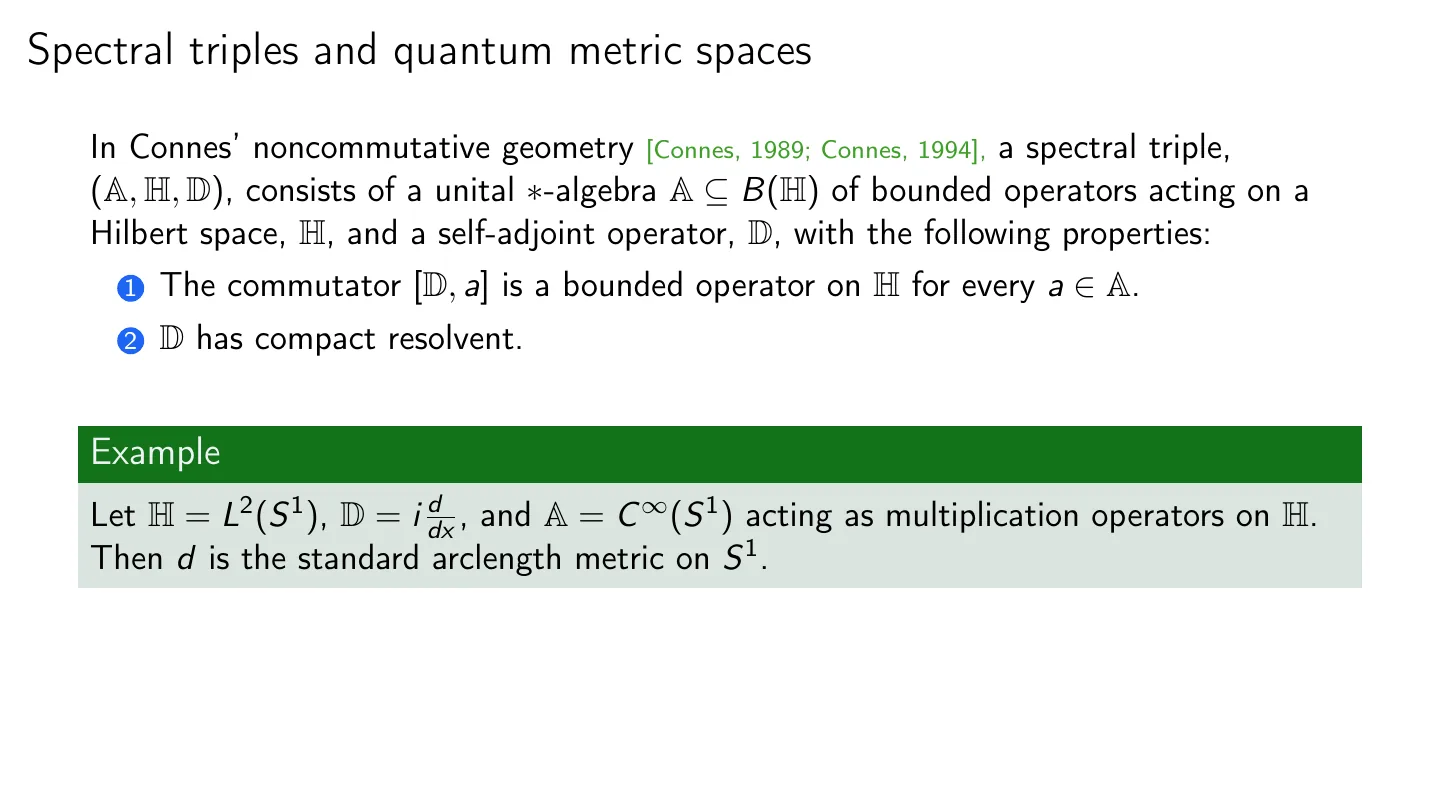 Spectral triples and quantum metric spaces
In Connes' noncommutative geometry [Connes, 1989; Connes, 1994], a spectral triple,
(𝔸, ℍ, 𝔻), consists of a unital ∗-algebra 𝔸 ⊆ B(ℍ) of bounded operators acting on a
Hilbert space, ℍ, and a self-adjoint operator, 𝔻, with the following properties:
1 The commutator [𝔻, a] is a bounded operator on ℍ for every a ∈ 𝔸.
2 𝔻 has compact resolvent.
Example
Let ℍ = L²(S¹), 𝔻 = i d/dx, and 𝔸 = C^∞(S¹) acting as multiplication operators on ℍ.
Then d is the standard arclength metric on S¹.